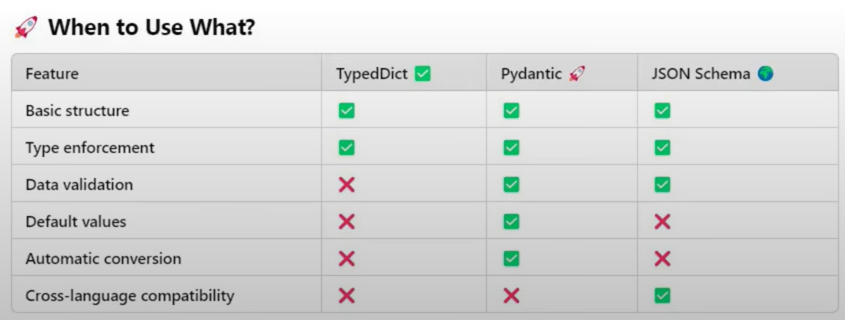 🚀 When to Use What?
Feature TypedDict ✅ Pydantic 🚀 JSON Schema 🌍
Basic structure ✅ ✅ ✅
Type enforcement ✅ ✅ ✅
Data validation ❌ ✅ ✅
Default values ❌ ✅ ❌
Automatic conversion ❌ ✅ ❌
Cross-language compatibility ❌ ❌ ✅